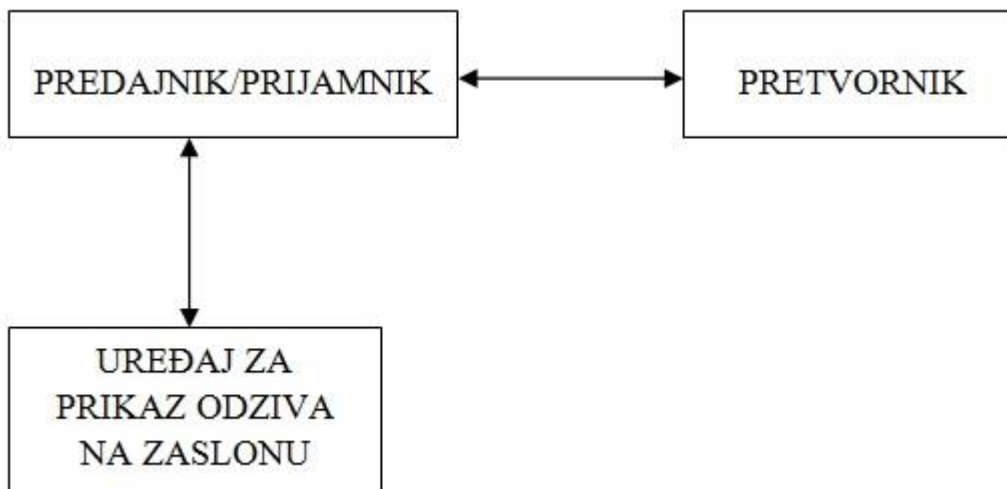 PREDAJNIK/PRIJAMNIK
PRETVORNIK
UREĐAJ ZA
PRIKAZ ODZIVA
NA ZASLONU